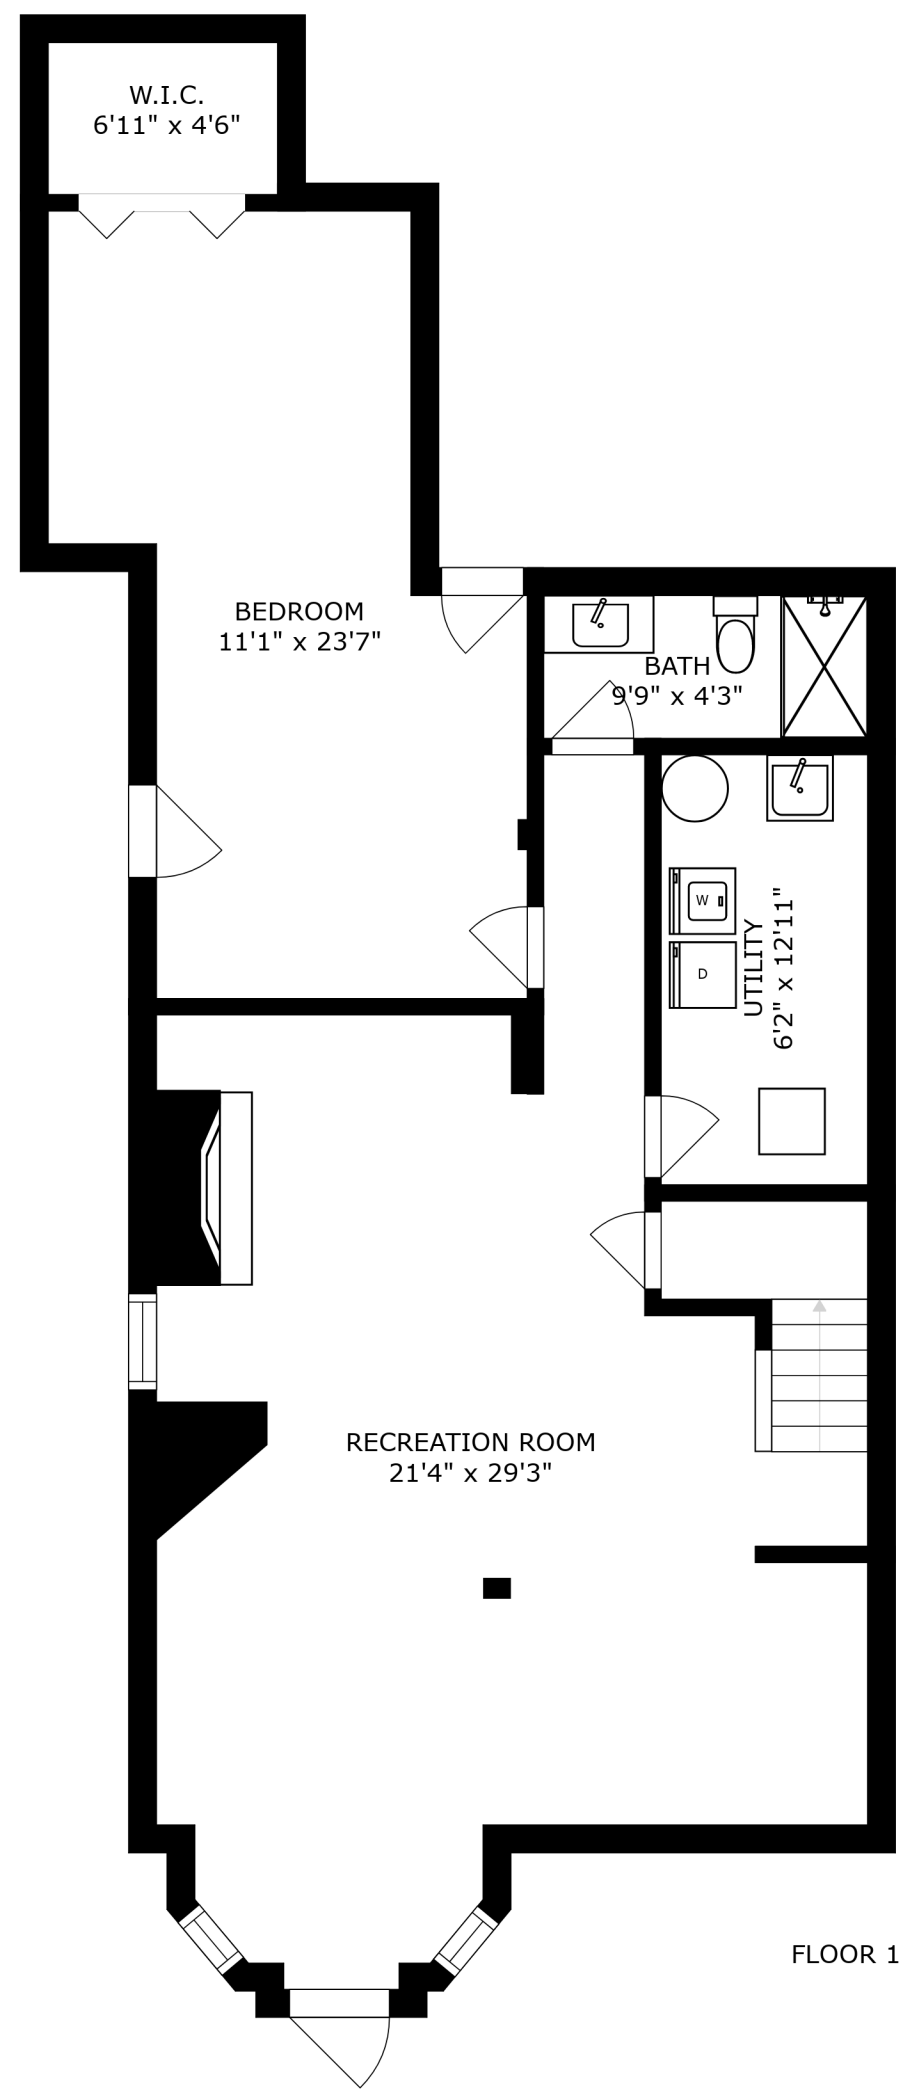 W.I.C.
6'11" x 4'6"
BEDROOM
11'1" x 23'7"
BATH
9'9" x 4'3"
W
D
UTILITY
6'2" x 12'11"
RECREATION ROOM
21'4" x 29'3"
FLOOR 1